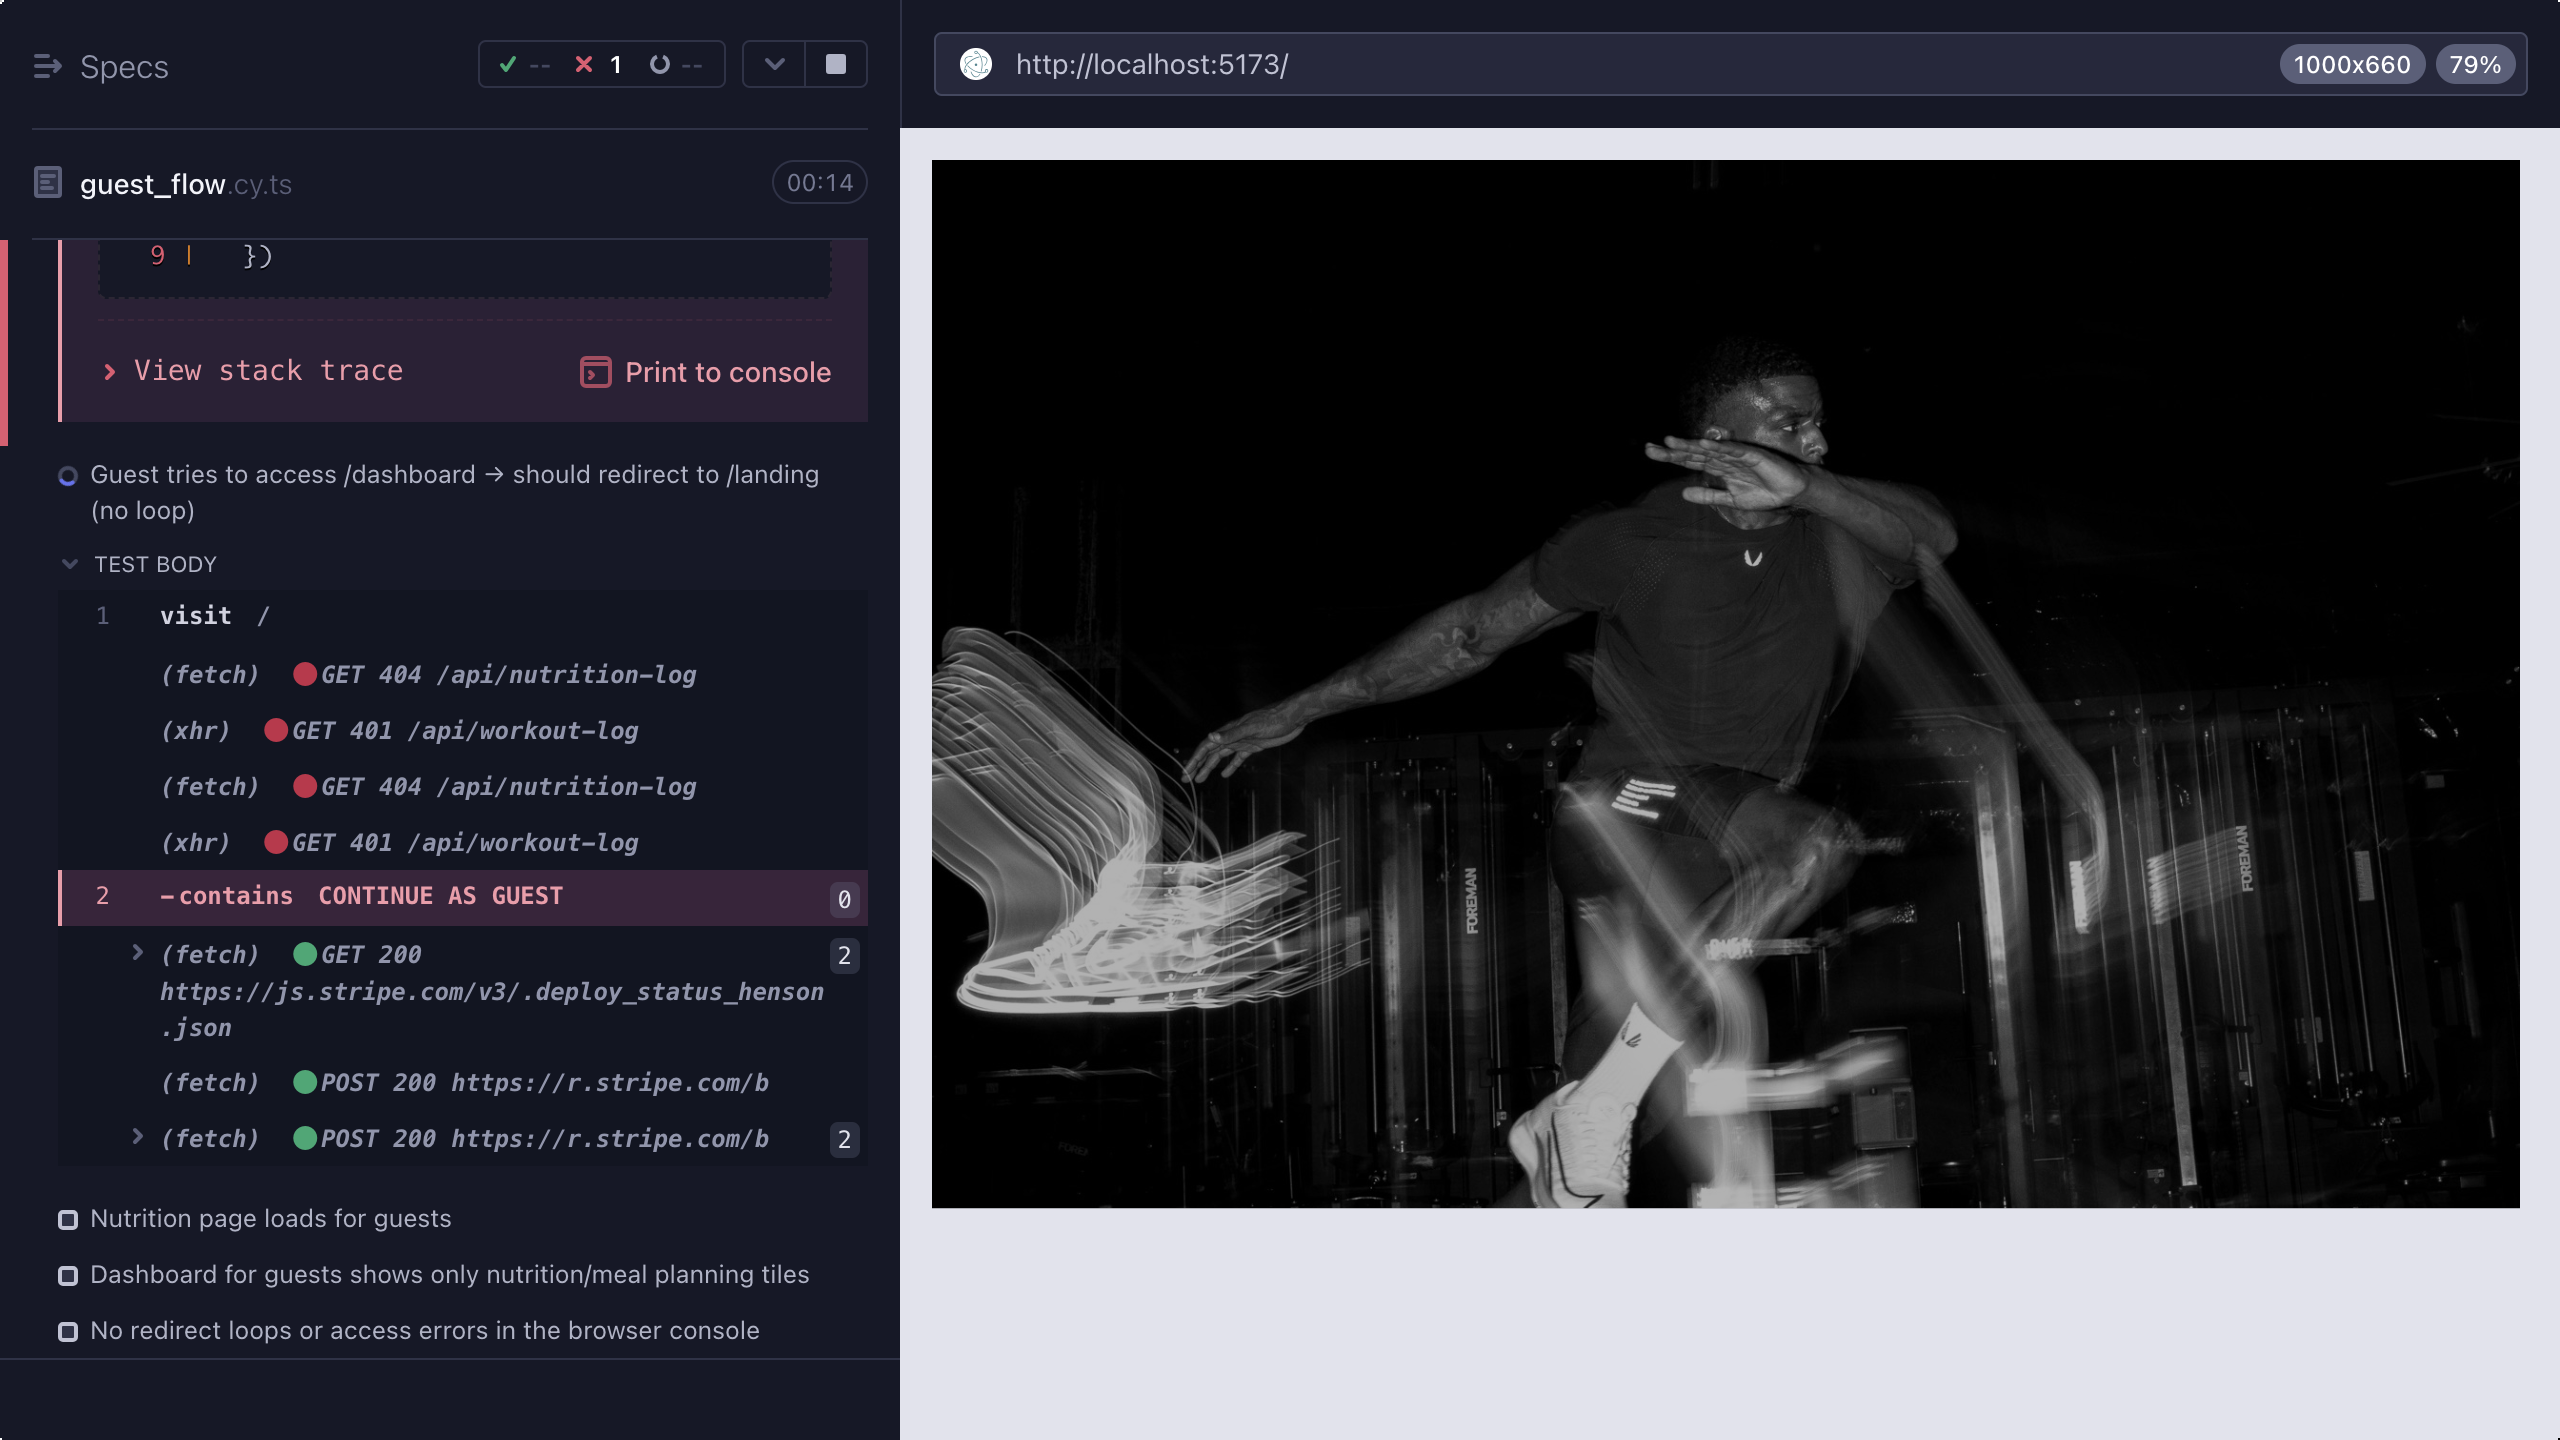 Specs
-- 1 --
http://localhost:5173/
1000x660
79%
guest_flow.cy.ts
00:14
9 | })
View stack trace
Print to console
Guest tries to access /dashboard → should redirect to /landing
(no loop)
TEST BODY
1 visit /
(fetch) GET 404 /api/nutrition-log
(xhr) GET 401 /api/workout-log
(fetch) GET 404 /api/nutrition-log
(xhr) GET 401 /api/workout-log
2 -contains CONTINUE AS GUEST 0
(fetch) GET 200 2
https://js.stripe.com/v3/.deploy_status_henson
.json
(fetch) POST 200 https://r.stripe.com/b
(fetch) POST 200 https://r.stripe.com/b 2
Nutrition page loads for guests
Dashboard for guests shows only nutrition/meal planning tiles
No redirect loops or access errors in the browser console
FOREMAN
FOREMAN